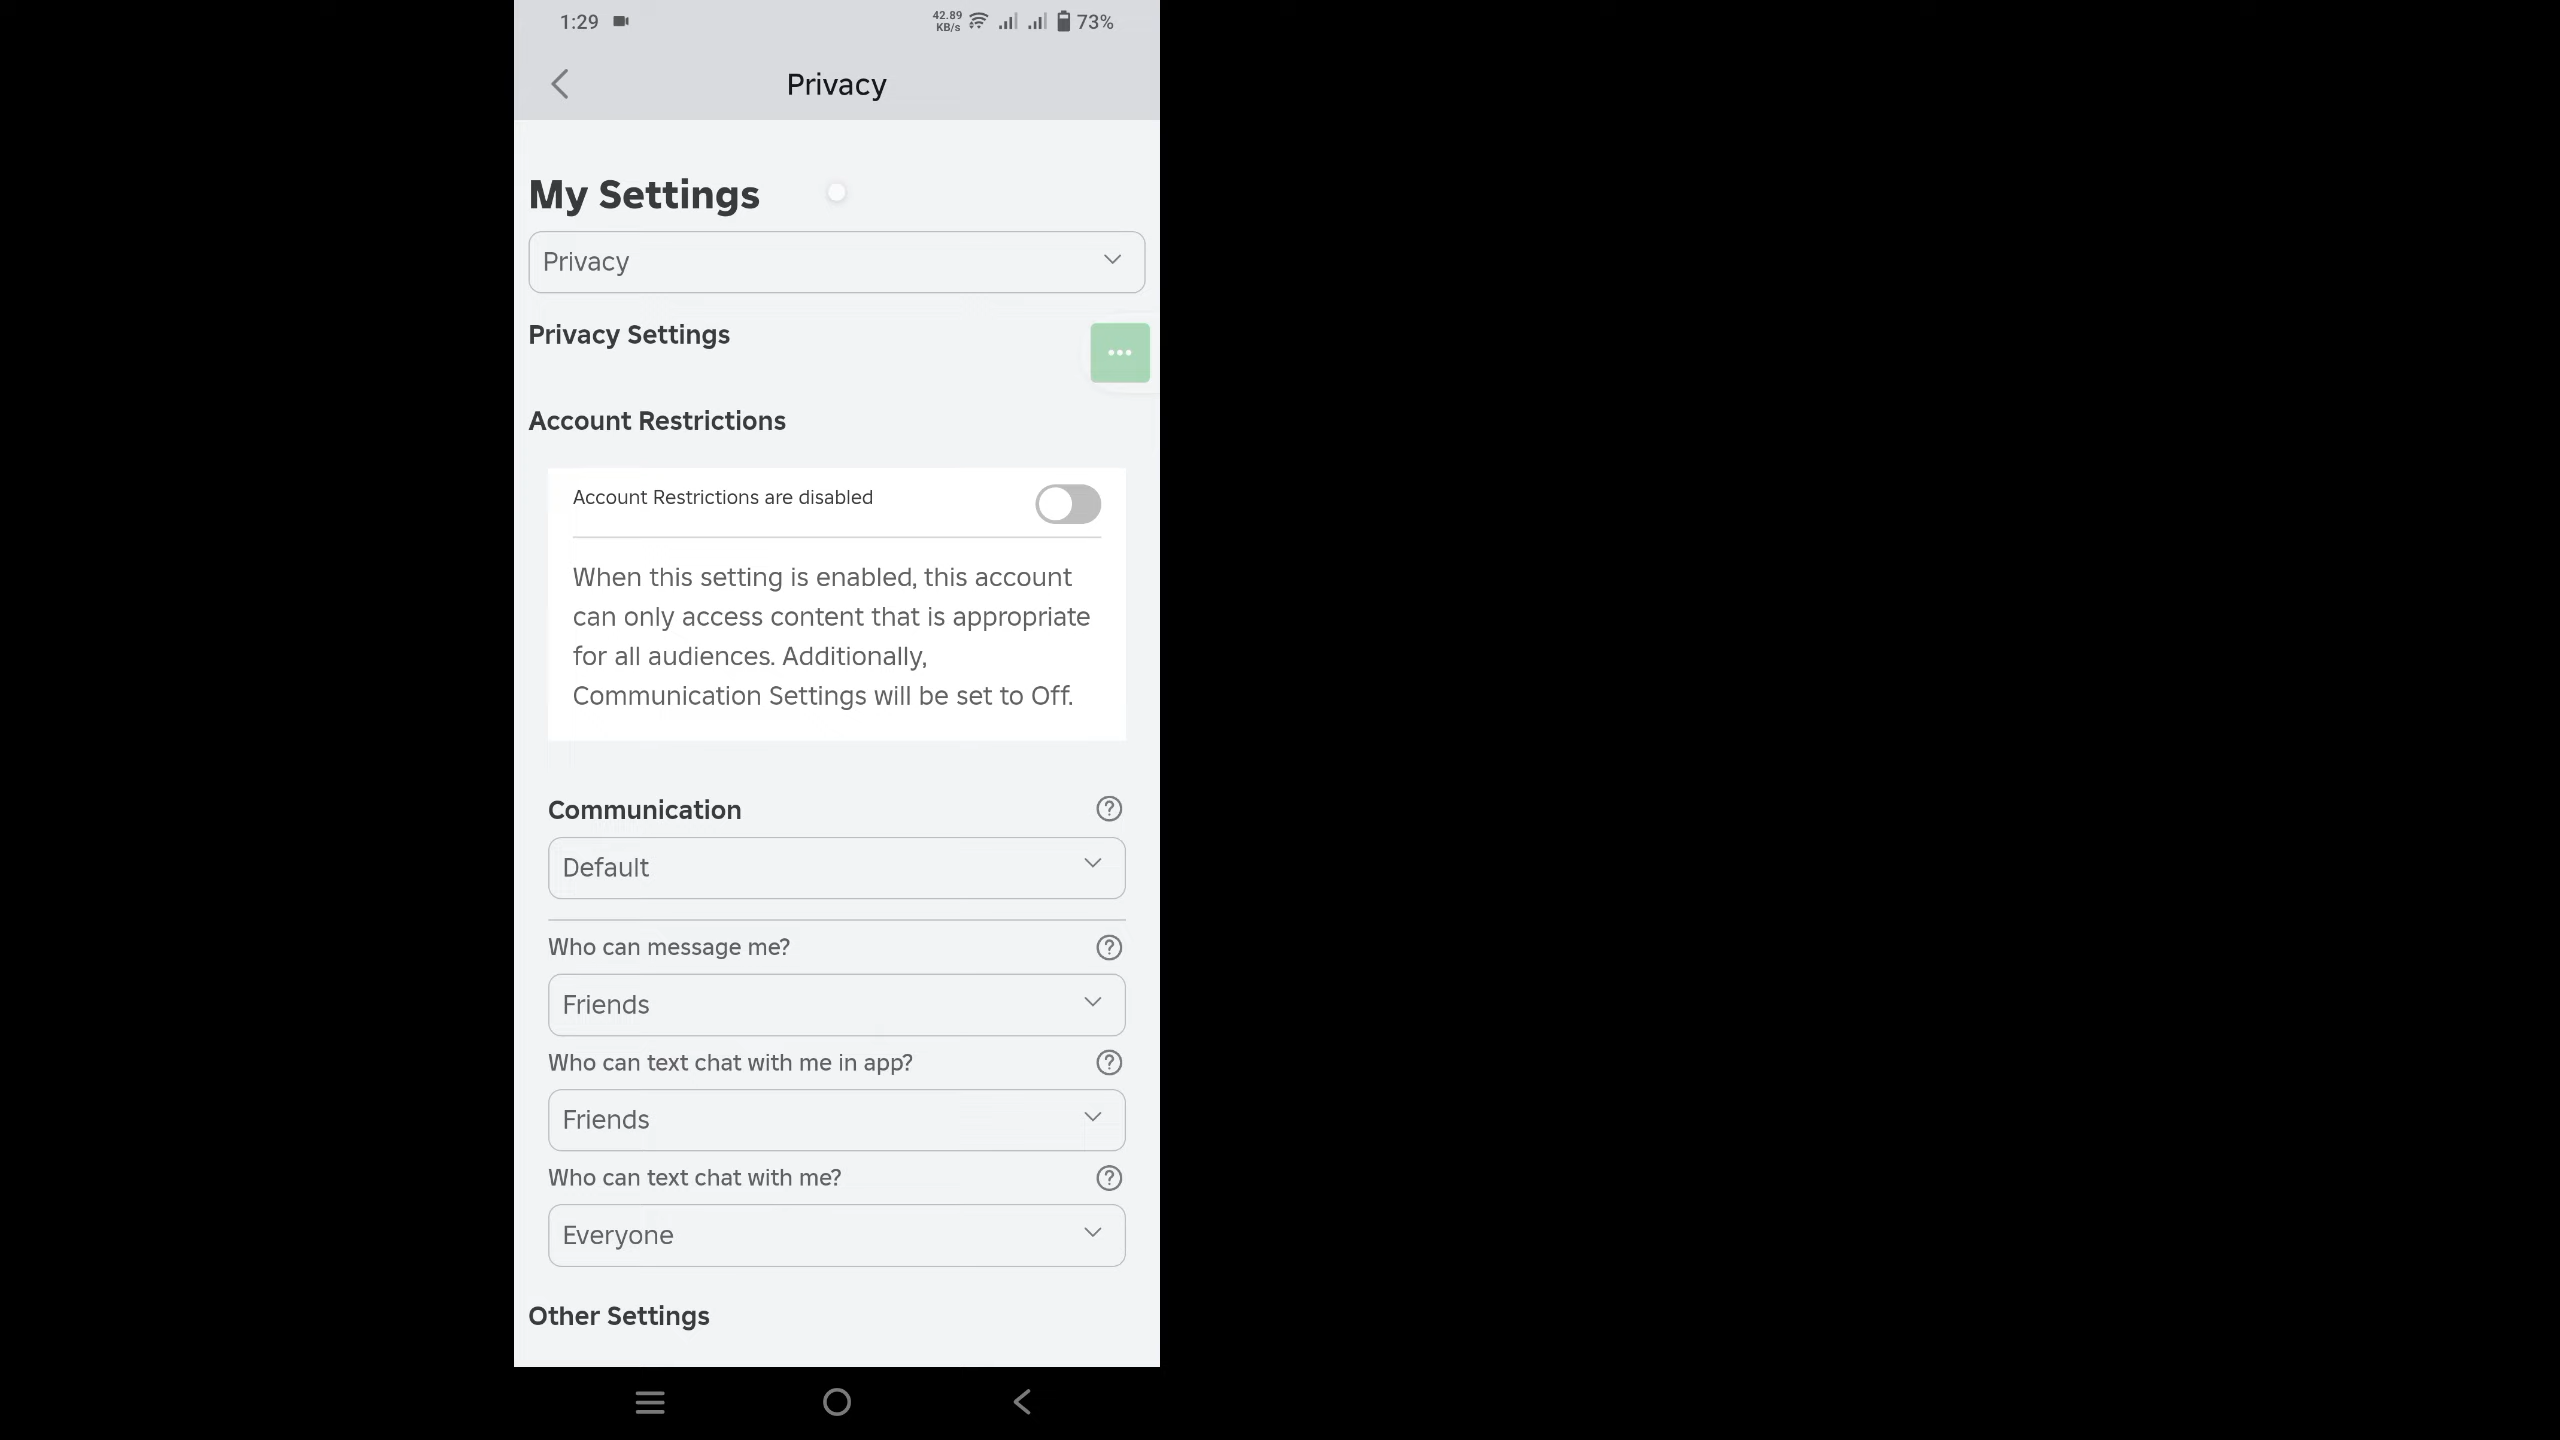 1:29
42.89
KB/s
73%
Privacy
My Settings
Privacy
Privacy Settings
Account Restrictions
Account Restrictions are disabled
When this setting is enabled, this account
can only access content that is appropriate
for all audiences. Additionally,
Communication Settings will be set to Off.
Communication
Default
Who can message me?
Friends
Who can text chat with me in app?
Friends
Who can text chat with me?
Everyone
Other Settings